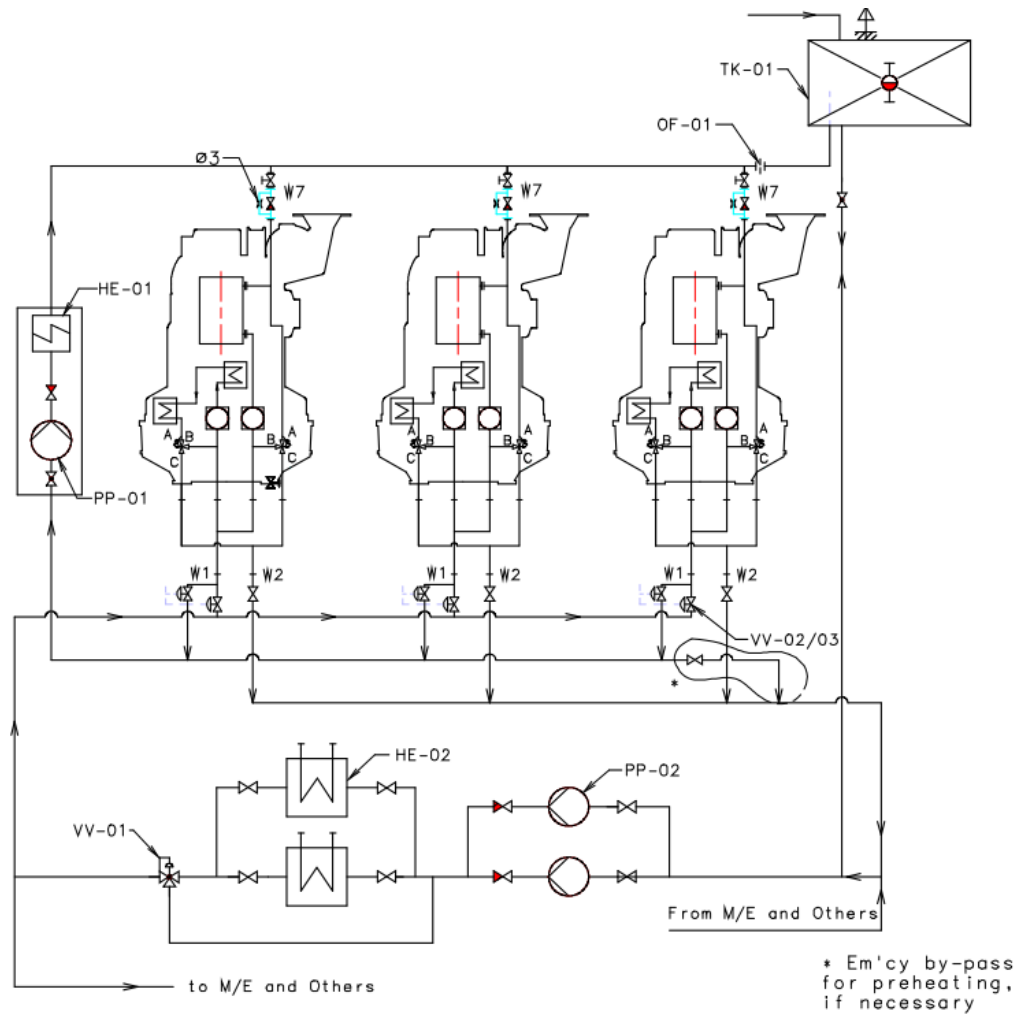 TK-01
OF-01
Ø3
W7
W7
W7
HE-01
A
B
A
B
A
B
A
B
A
B
A
B
C
C
C
C
C
C
PP-01
W1
W2
W1
W2
W1
W2
VV-02/03
*
HE-02
PP-02
VV-01
From M/E and Others
* Em'cy by-pass
for preheating,
if necessary
to M/E and Others